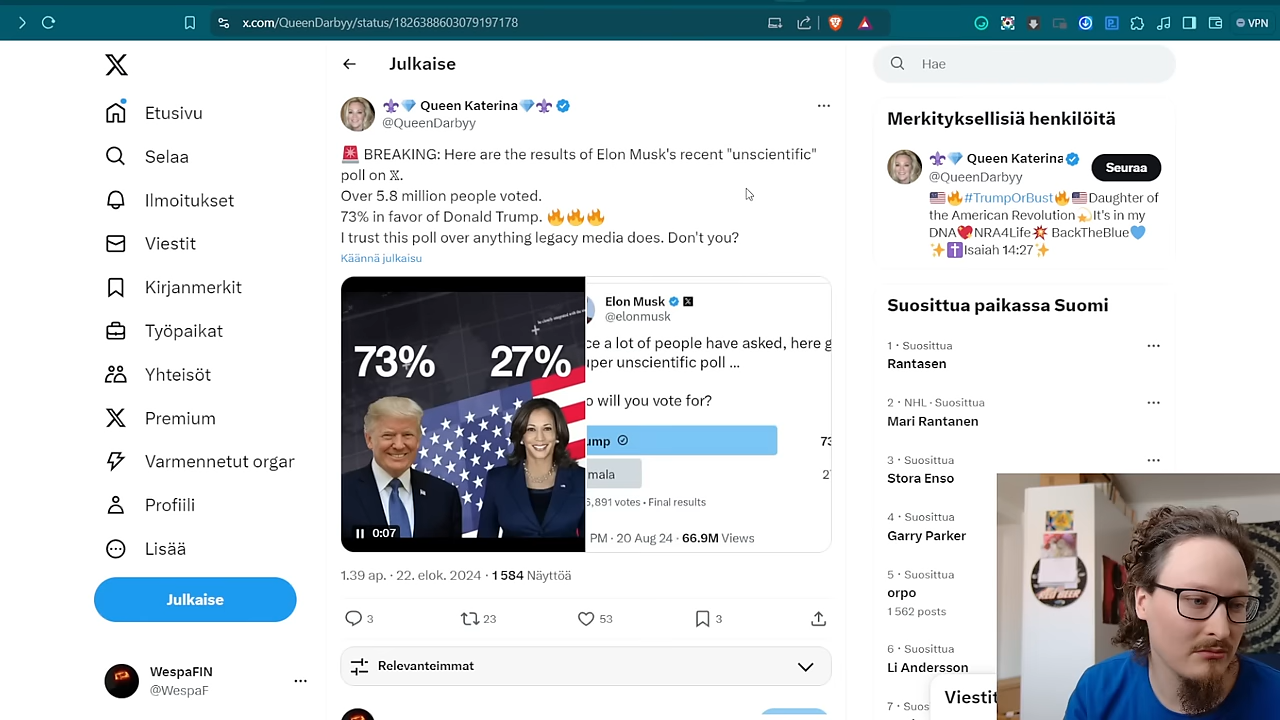 x.com/QueenDarbyy/status/1826388603079197178
VPN
Etusivu
Selaa
Ilmoitukset
Viestit
Kirjanmerkit
Työpaikat
Yhteisöt
Premium
Varmennetut orgar
Profiili
Lisää
Julkaise
WespaFIN
@WespaF
Julkaise
⚜️💎 Queen Katerina💎⚜️
@QueenDarbyy
🚨 BREAKING: Here are the results of Elon Musk's recent "unscientific"
poll on 𝕏.
Over 5.8 million people voted.
73% in favor of Donald Trump. 🔥🔥🔥
I trust this poll over anything legacy media does. Don't you?
Käännä julkaisu
73% 27%
0:07
Elon Musk
@elonmusk
ce a lot of people have asked, here g
per unscientific poll ...
o will you vote for?
ump 73
mala 2
6,891 votes · Final results
PM · 20 Aug 24 · 66.9M Views
1.39 ap. · 22. elok. 2024 · 1 584 Näyttöä
3 23 53 3
Relevanteimmat
Hae
Merkityksellisiä henkilöitä
⚜️💎 Queen Katerina
@QueenDarbyy
Seuraa
🇺🇸🔥#TrumpOrBust🔥🇺🇸Daughter of
the American Revolution💫It's in my
DNA💖NRA4Life💥 BackTheBlue💙
✨✝️Isaiah 14:27✨
Suosittua paikassa Suomi
1 · Suosittua
Rantasen
2 · NHL · Suosittua
Mari Rantanen
3 · Suosittua
Stora Enso
4 · Suosittua
Garry Parker
5 · Suosittua
orpo
1 562 posts
6 · Suosittua
Li Andersson
7 · Suos
Viestit